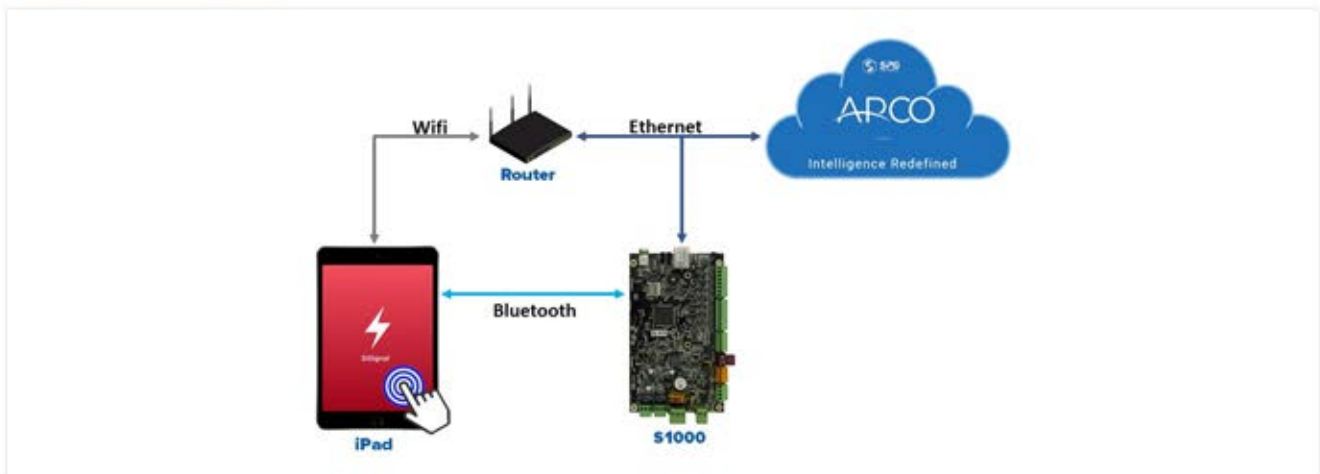 ARCO
Wifi
Ethernet
Intelligence Redefined
Router
Bluetooth
iPad
S1000